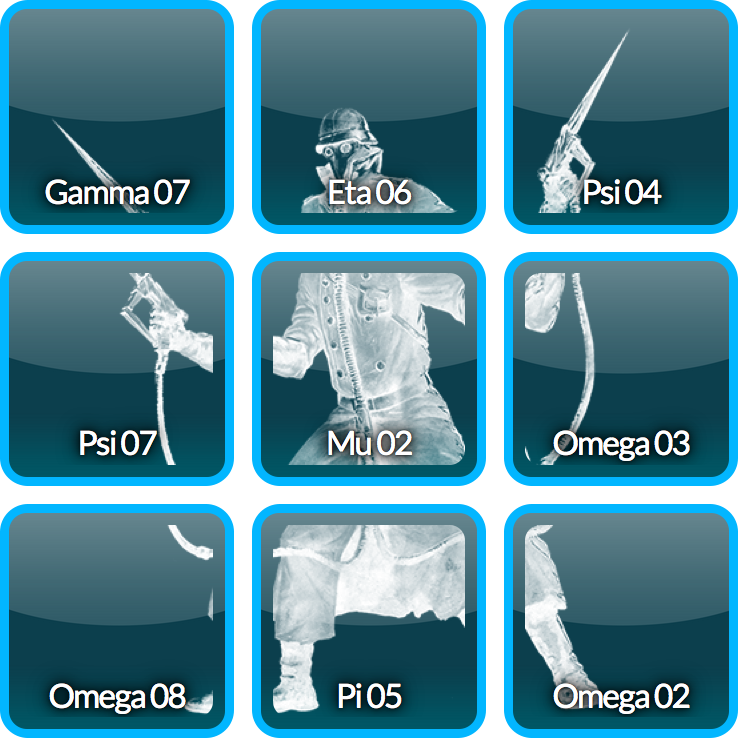 Gamma 07
Eta 06
Psi 04
Psi 07
Mu 02
Omega 03
Omega 08
Pi 05
Omega 02